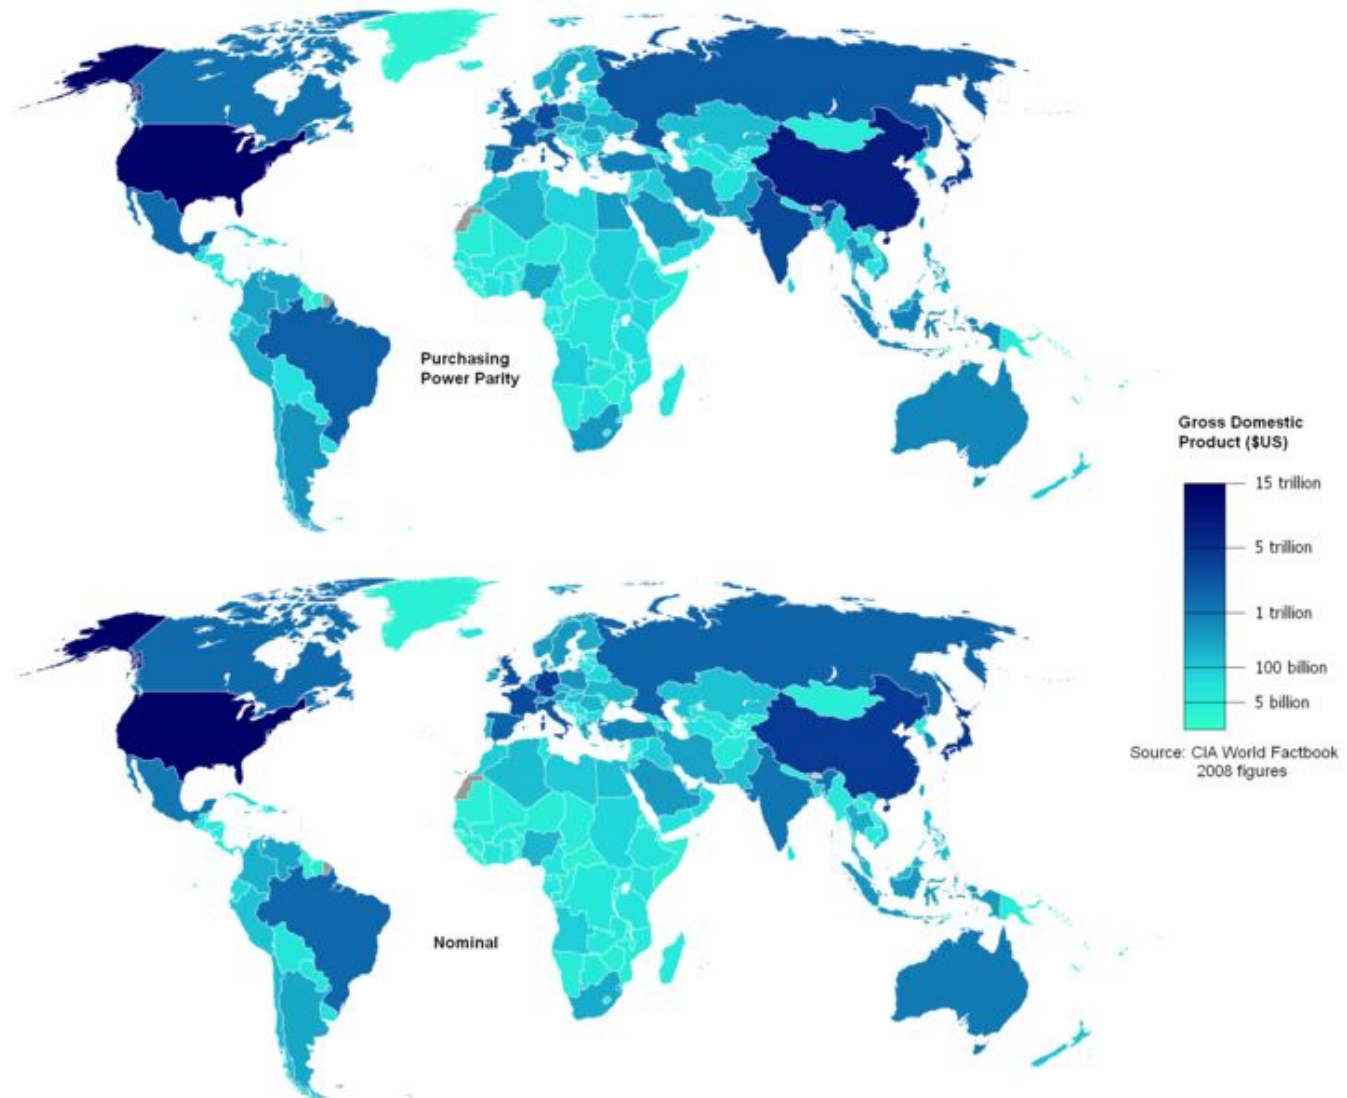 Purchasing
Power Parity
Gross Domestic
Product ($US)
15 trillion
5 trillion
1 trillion
100 billion
5 billion
Source: CIA World Factbook
2008 figures
Nominal